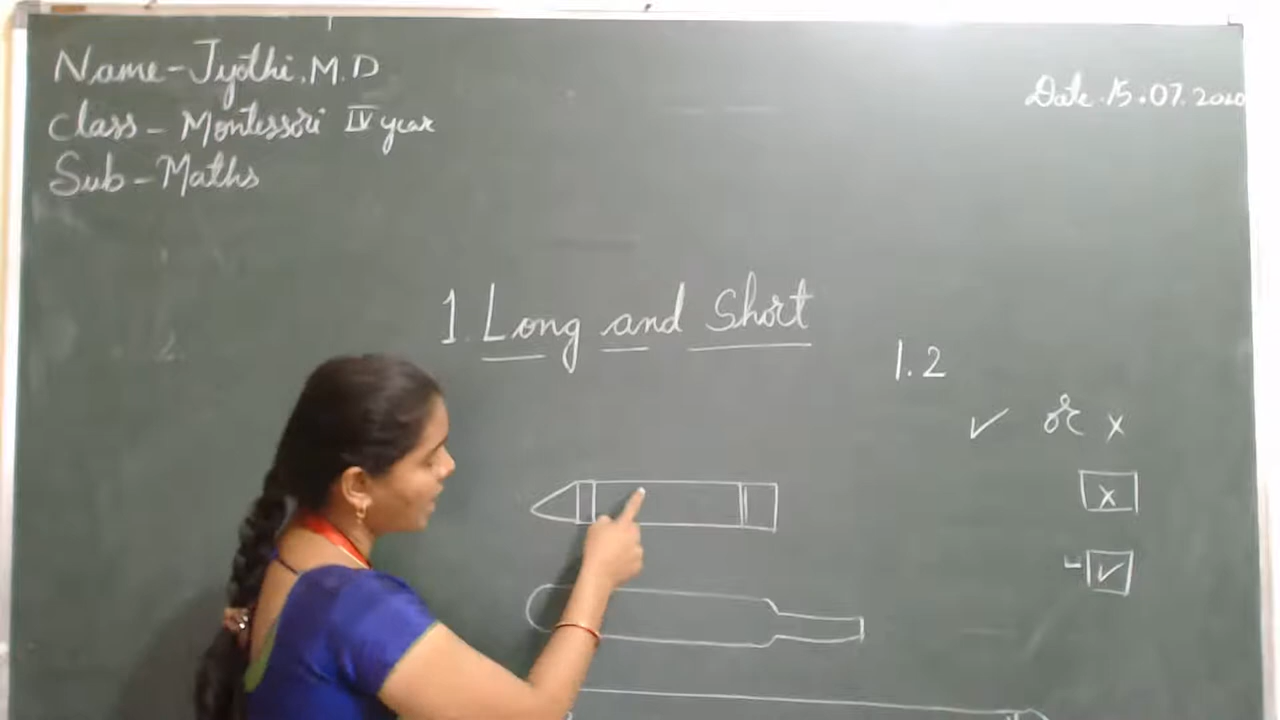 Name-Jyothi.M.D
Date.15.07.2020
Class - Montessori IV year
Sub-Maths
1. Long and Short
1.2
✓ or x
x
✓